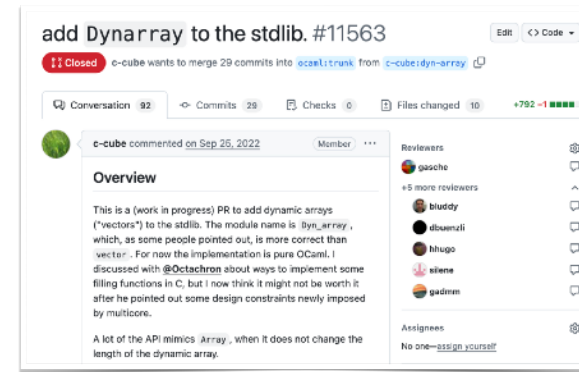 add Dynarray to the stdlib. #11563
Edit
<> Code
Closed
c-cube wants to merge 29 commits into ocaml:trunk from c-cube:dyn-array
Conversation 92
Commits 29
Checks 0
Files changed 10
+792 −1
c-cube commented on Sep 25, 2022
Member
Overview
This is a (work in progress) PR to add dynamic arrays
("vectors") to the stdlib. The module name is Dyn_array ,
which, as some people pointed out, is more correct than
vector . For now the implementation is pure OCaml. I
discussed with @Octachron about ways to implement some
filling functions in C, but I now think it might not be worth it
after he pointed out some design constraints newly imposed
by multicore.
A lot of the API mimics Array , when it does not change the
length of the dynamic array.
Reviewers
gasche
+5 more reviewers
bluddy
dbuenzli
hhugo
silene
gadmm
Assignees
No one—assign yourself